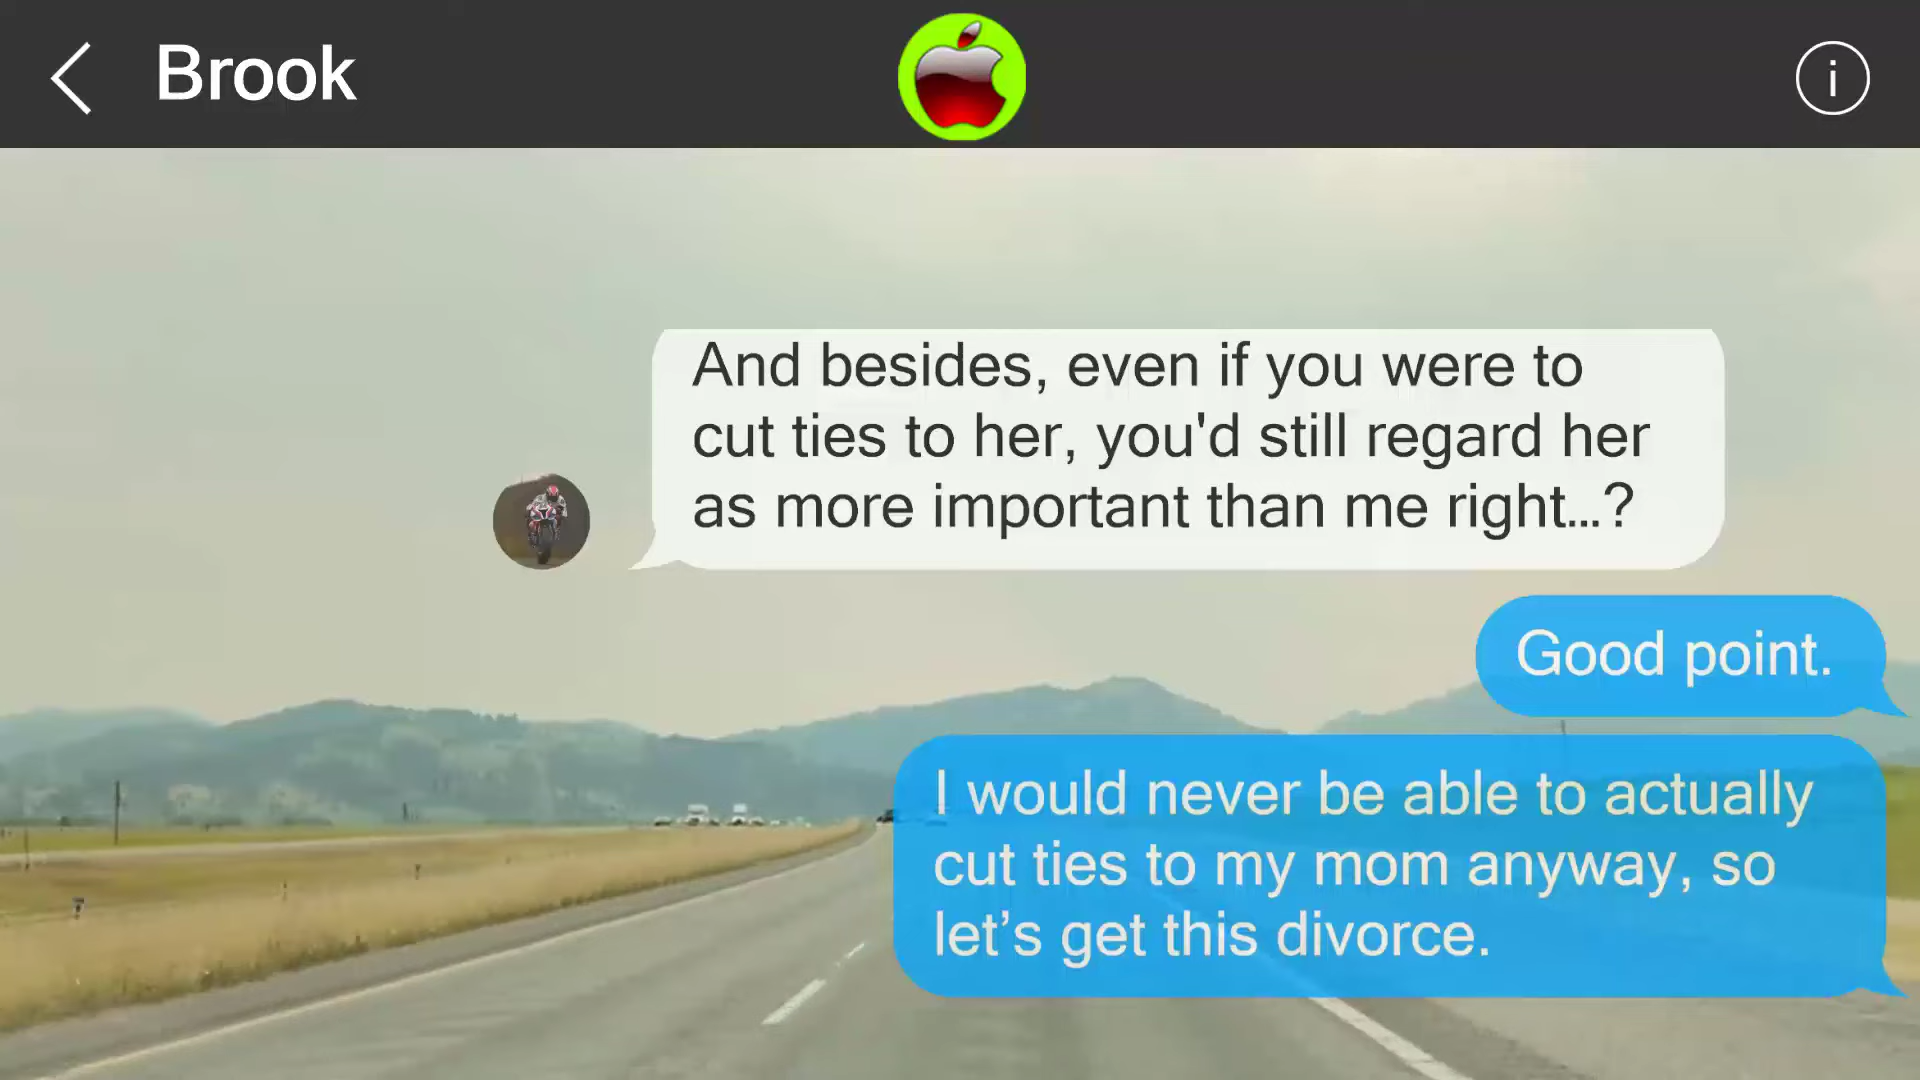 Brook
i
And besides, even if you were to
cut ties to her, you'd still regard her
as more important than me right...?
Good point.
I would never be able to actually
cut ties to my mom anyway, so
let’s get this divorce.